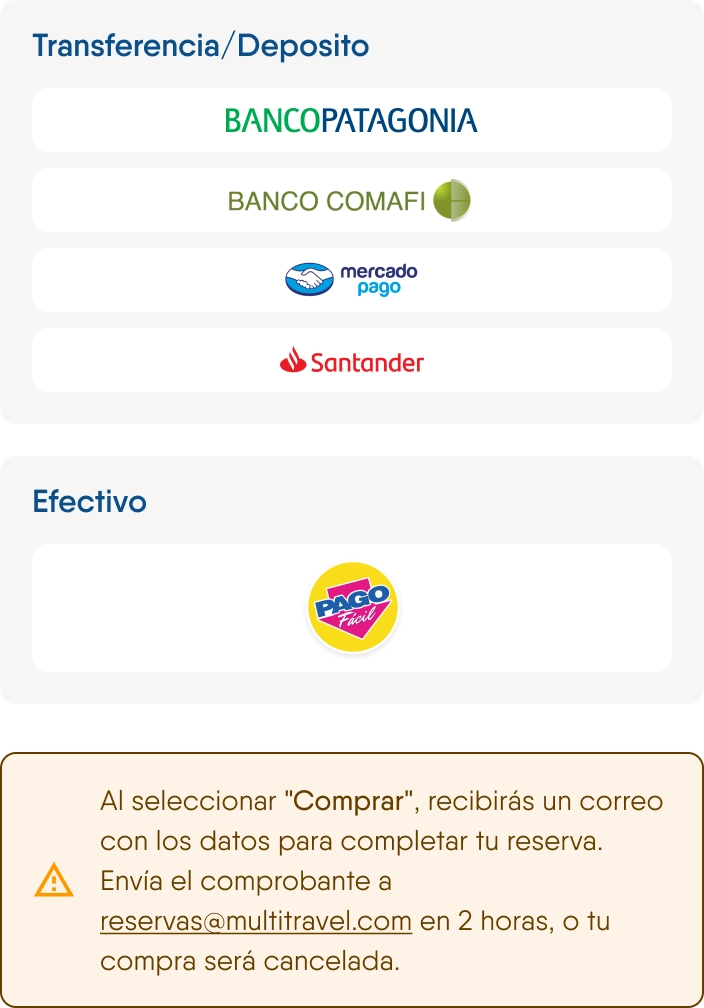 Transferencia/Deposito
BANCOPATAGONIA
BANCO COMAFI
mercado
pago
Santander
Efectivo
PAGO
Fácil
Al seleccionar "Comprar", recibirás un correo
con los datos para completar tu reserva.
Envía el comprobante a
reservas@multitravel.com en 2 horas, o tu
compra será cancelada.